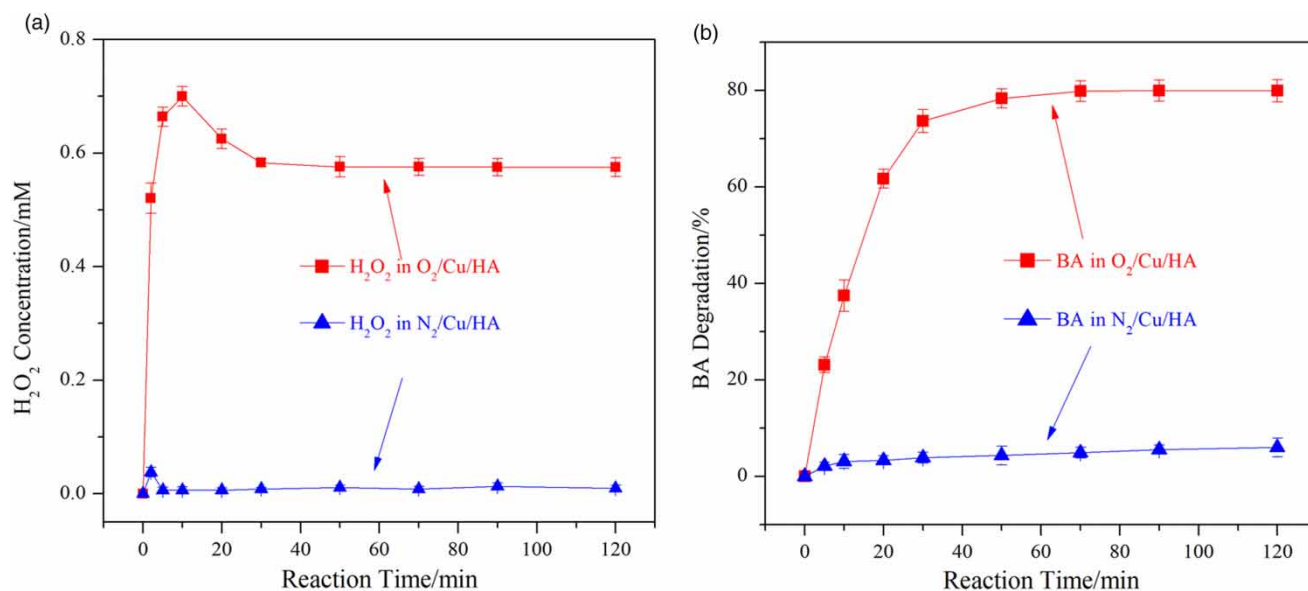 (a)
0.8
0.6
0.4
0.2
0.0
H₂O₂ Concentration/mM
H₂O₂ in O₂/Cu/HA
H₂O₂ in N₂/Cu/HA
0 20 40 60 80 100 120
Reaction Time/min
(b)
80
60
40
20
0
BA Degradation/%
BA in O₂/Cu/HA
BA in N₂/Cu/HA
0 20 40 60 80 100 120
Reaction Time/min